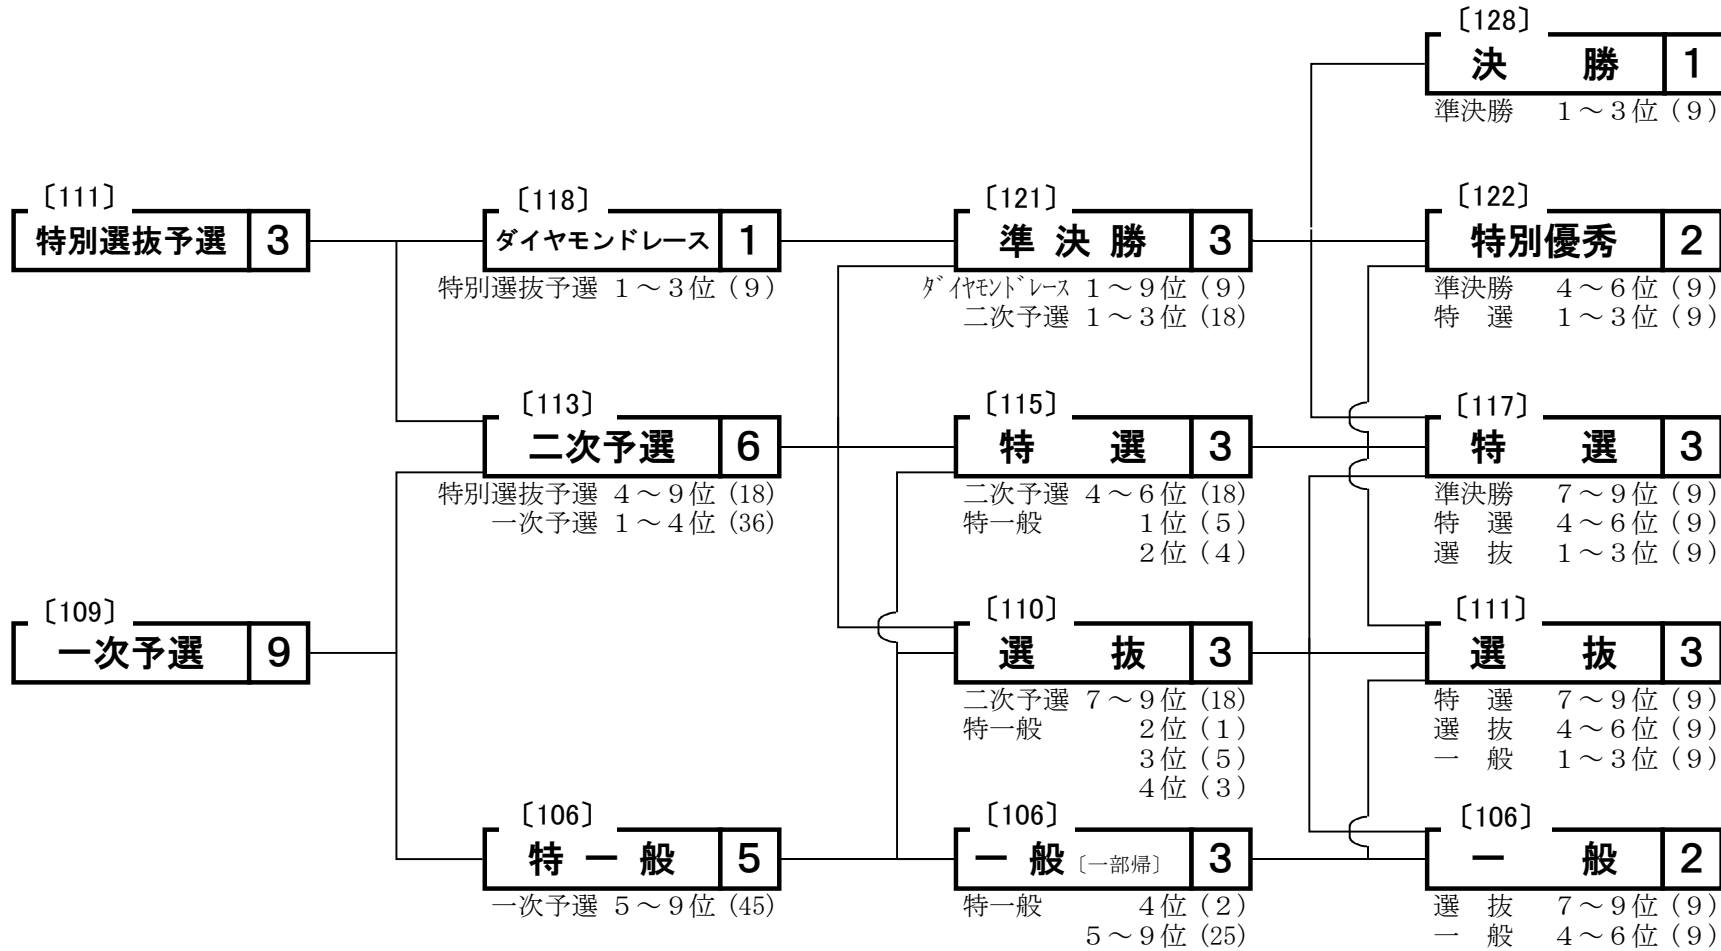 〔111〕
特別選抜予選 3
〔109〕
一次予選 9
〔118〕
ダイヤモンドレース 1
特別選抜予選 1～3位 (9)
〔113〕
二次予選 6
特別選抜予選 4～9位 (18)
一次予選 1～4位 (36)
〔106〕
特一般 5
一次予選 5～9位 (45)
〔121〕
準決勝 3
ダイヤモンドレース 1～9位 (9)
二次予選 1～3位 (18)
〔115〕
特選 3
二次予選 4～6位 (18)
特一般 1位 (5)
2位 (4)
〔110〕
選抜 3
二次予選 7～9位 (18)
特一般 2位 (1)
3位 (5)
4位 (3)
〔106〕
一般〔一部帰〕 3
特一般 4位 (2)
5～9位 (25)
〔128〕
決勝 1
準決勝 1～3位 (9)
〔122〕
特別優秀 2
準決勝 4～6位 (9)
特選 1～3位 (9)
〔117〕
特選 3
準決勝 7～9位 (9)
特選 4～6位 (9)
選抜 1～3位 (9)
〔111〕
選抜 3
特選 7～9位 (9)
選抜 4～6位 (9)
一般 1～3位 (9)
〔106〕
一般 2
選抜 7～9位 (9)
一般 4～6位 (9)